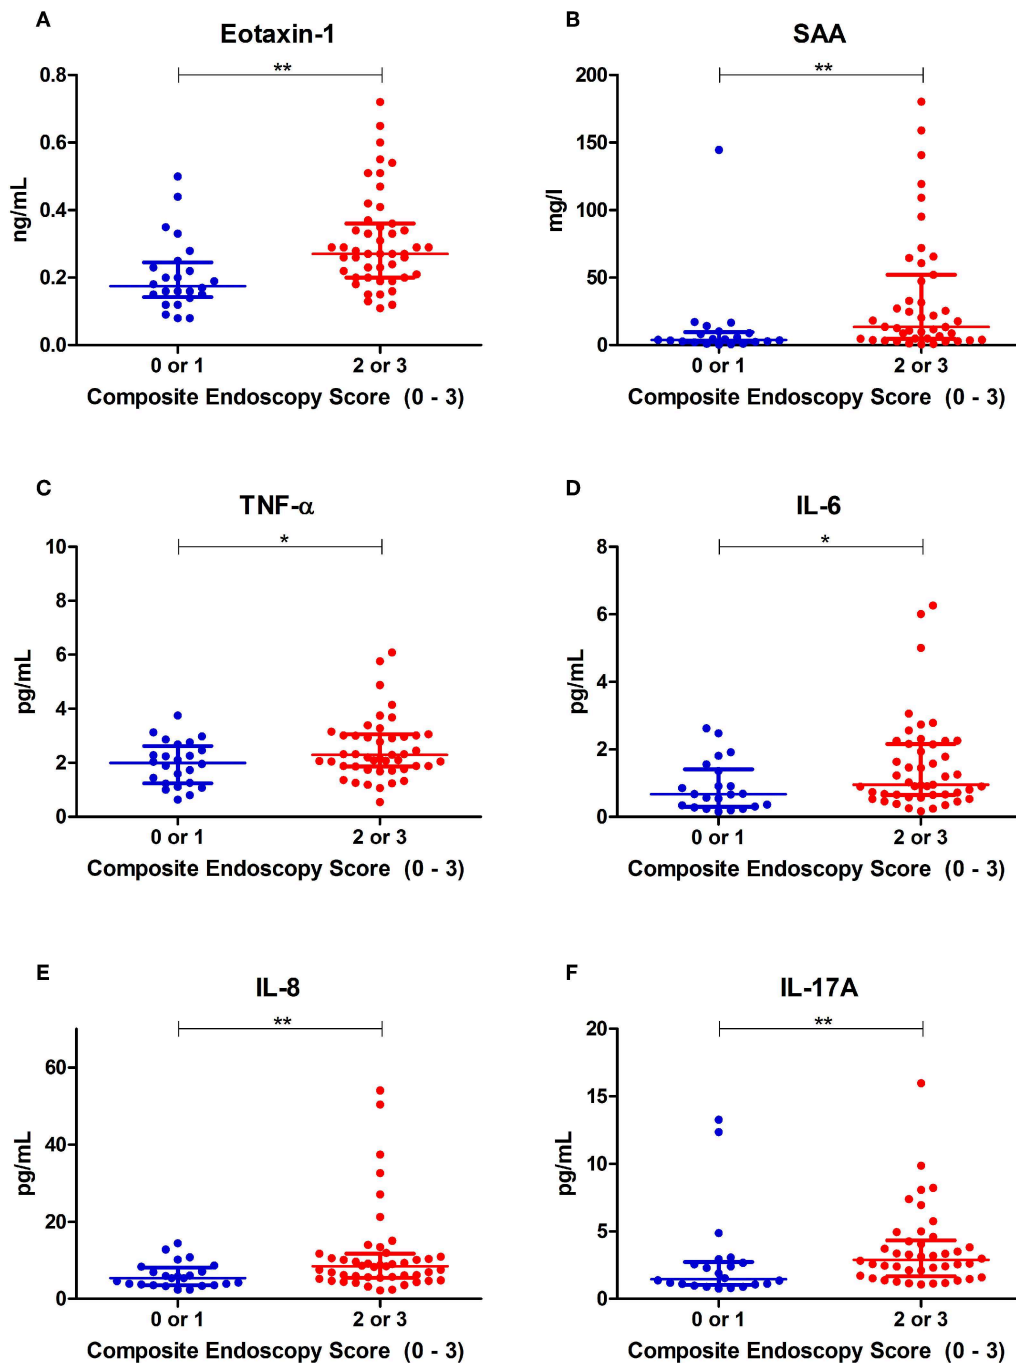 A
Eotaxin-1
**
0.8
0.6
0.4
0.2
0.0
ng/mL
0 or 1
2 or 3
Composite Endoscopy Score (0 - 3)
B
SAA
**
200
150
100
50
0
mg/l
0 or 1
2 or 3
Composite Endoscopy Score (0 - 3)
C
TNF-α
*
10
8
6
4
2
0
pg/mL
0 or 1
2 or 3
Composite Endoscopy Score (0 - 3)
D
IL-6
*
8
6
4
2
0
pg/mL
0 or 1
2 or 3
Composite Endoscopy Score (0 - 3)
E
IL-8
**
60
40
20
0
pg/mL
0 or 1
2 or 3
Composite Endoscopy Score (0 - 3)
F
IL-17A
**
20
15
10
5
0
pg/mL
0 or 1
2 or 3
Composite Endoscopy Score (0 - 3)